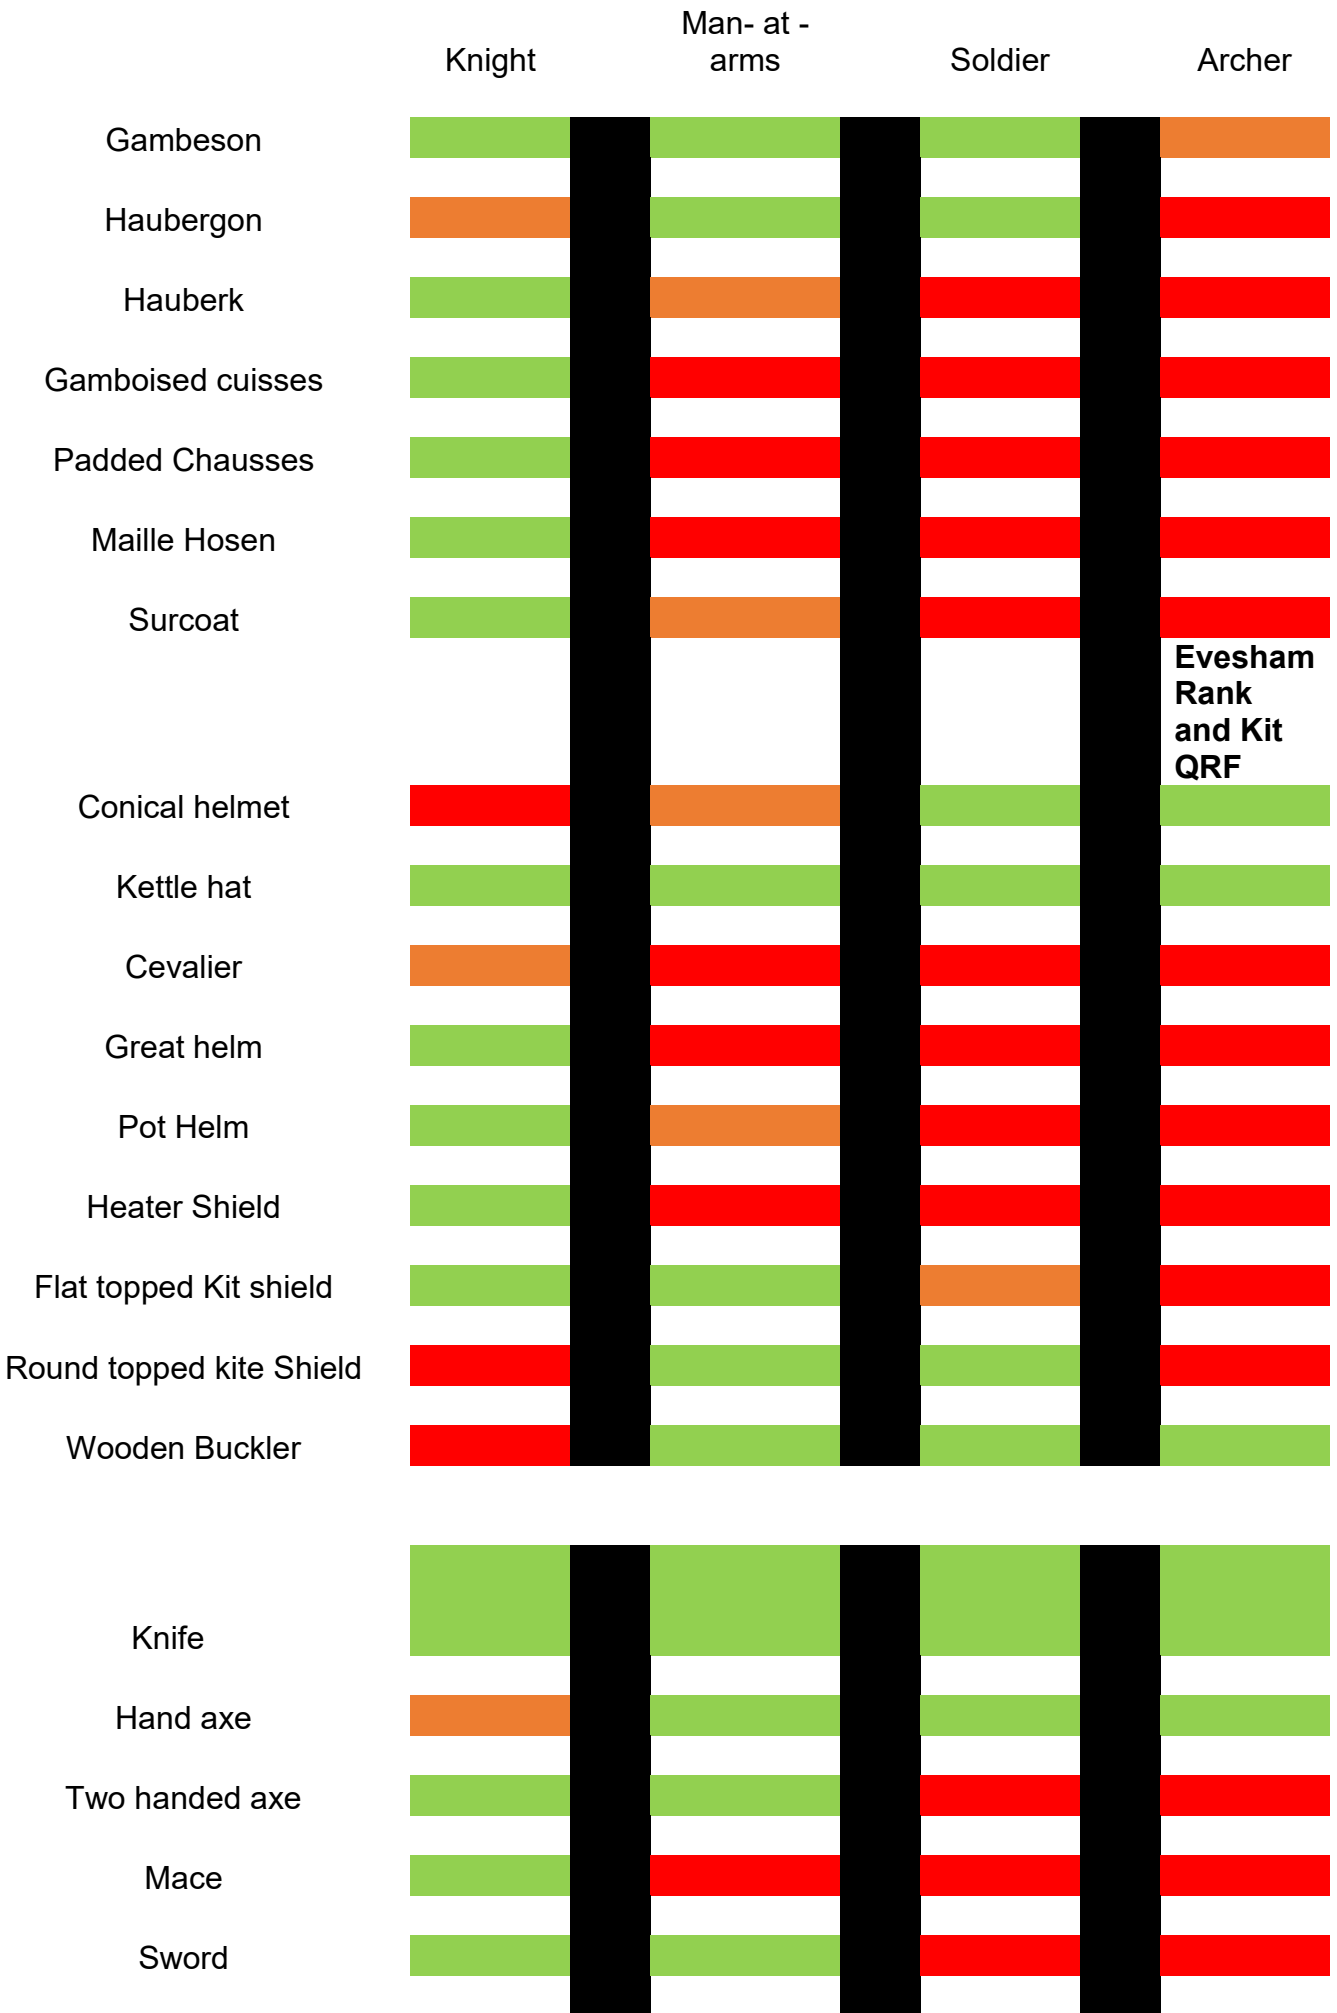 Man- at -
Knight arms Soldier Archer
Gambeson
Haubergon
Hauberk
Gamboised cuisses
Padded Chausses
Maille Hosen
Surcoat
Evesham
Rank
and Kit
QRF
Conical helmet
Kettle hat
Cevalier
Great helm
Pot Helm
Heater Shield
Flat topped Kit shield
Round topped kite Shield
Wooden Buckler
Knife
Hand axe
Two handed axe
Mace
Sword